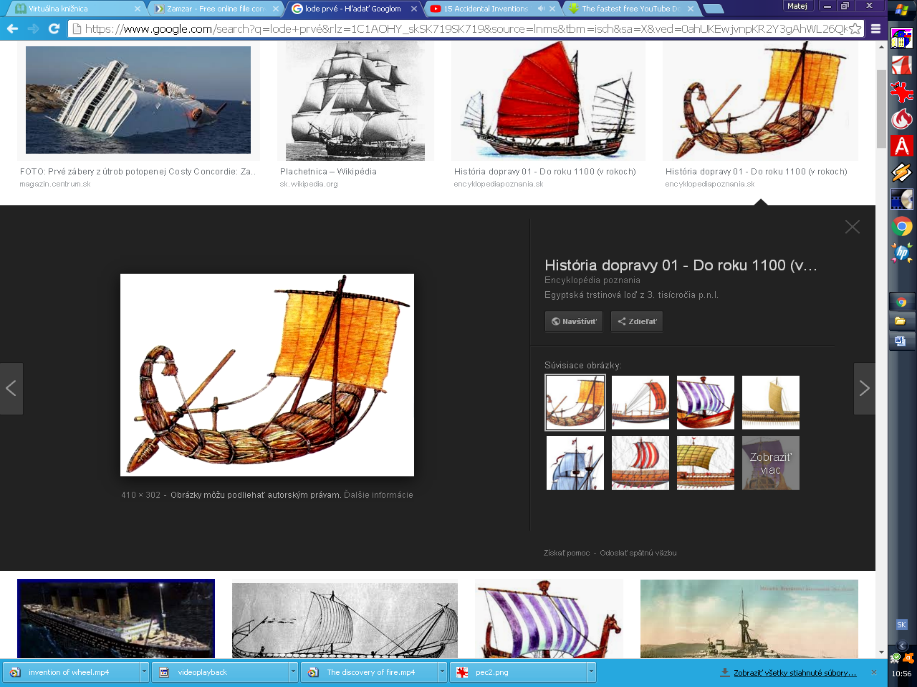 Virtuálna knižnica
Zamzar - Free online file con
lode prvé - Hľadať Googlom
15 Accidental Inventions
The fastest free YouTube Do
Matej
https://www.google.com/search?q=lode+prvé&rlz=1C1AOHY_skSK719SK719&source=lnms&tbm=isch&sa=X&ved=0ahUKEwjvnpKR2Y3gAhWL26QK
FOTO: Prvé zábery z útrob potopenej Costy Concordie: Za...
magazin.centrum.sk
Plachetnica – Wikipédia
sk.wikipedia.org
História dopravy 01 - Do roku 1100 (v rokoch)
encyklopediapoznania.sk
História dopravy 01 - Do roku 1100 (v rokoch)
encyklopediapoznania.sk
História dopravy 01 - Do roku 1100 (v...
Encyklopédia poznania
Egyptská trstinová loď z 3. tisícročia p.n.l.
Navštíviť
Zdieľať
Súvisiace obrázky:
Zobraziť
viac
410 × 302 - Obrázky môžu podliehať autorským právam. Ďalšie informácie
Získať pomoc - Odoslať spätnú väzbu
invention of wheel.mp4
videoplayback
The discovery of fire.mp4
pec2.png
Zobraziť všetky stiahnuté súbory...
SK
10:56